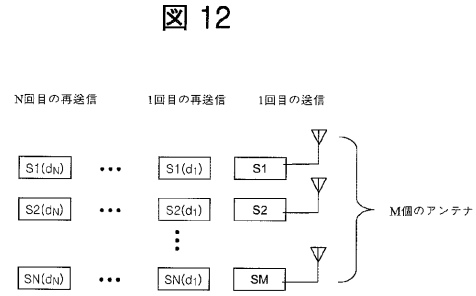 図 12
N回目の再送信 1回目の再送信 1回目の送信
S1(dN) ••• S1(d1) S1
S2(dN) ••• S2(d1) S2
M個のアンテナ
SN(dN) ••• SN(d1) SM